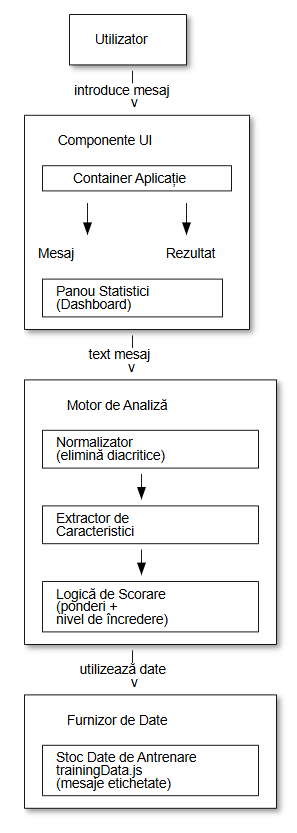 Utilizator
introduce mesaj
Componente UI
Container Aplicație
Mesaj Rezultat
Panou Statistici
(Dashboard)
text mesaj
Motor de Analiză
Normalizator
(elimină diacritice)
Extractor de
Caracteristici
Logică de Scorare
(ponderi +
nivel de încredere)
utilizează date
Furnizor de Date
Stoc Date de Antrenare
trainingData.js
(mesaje etichetate)